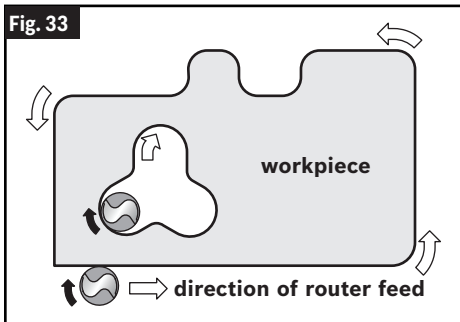 Fig. 33
workpiece
direction of router feed